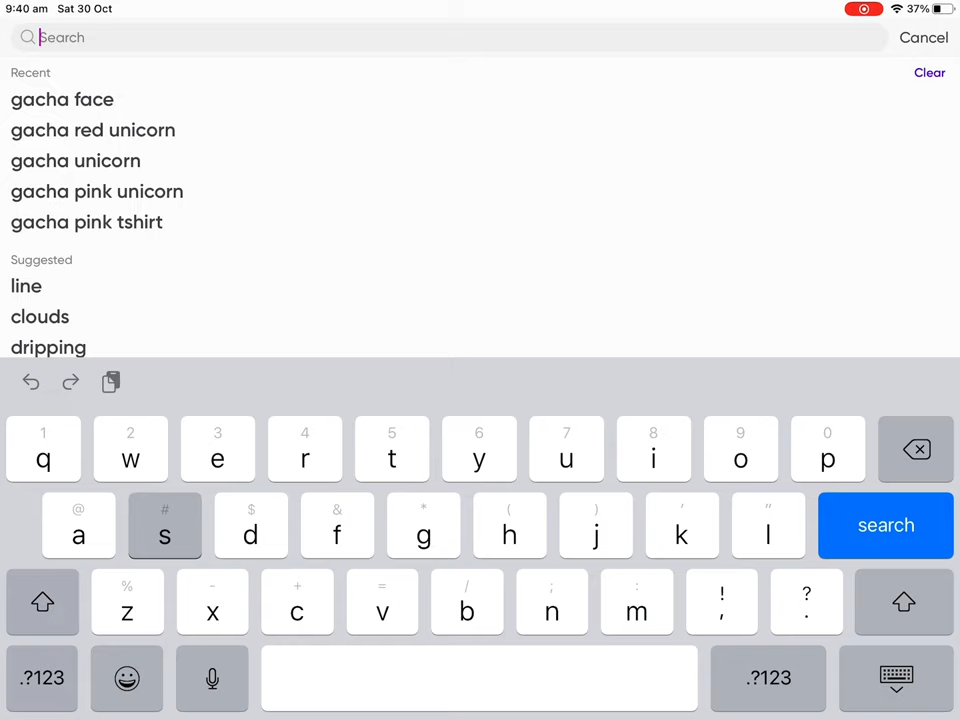 9:40 am Sat 30 Oct 37%
Search Cancel
Recent Clear
gacha face
gacha red unicorn
gacha unicorn
gacha pink unicorn
gacha pink tshirt
Suggested
line
clouds
dripping
1 2 3 4 5 6 7 8 9 0
q w e r t y u i o p
@ # $ & * ( ) ' "
a s d f g h j k l search
% - + = / ; : ! ?
z x c v b n m , .
.?123 .?123